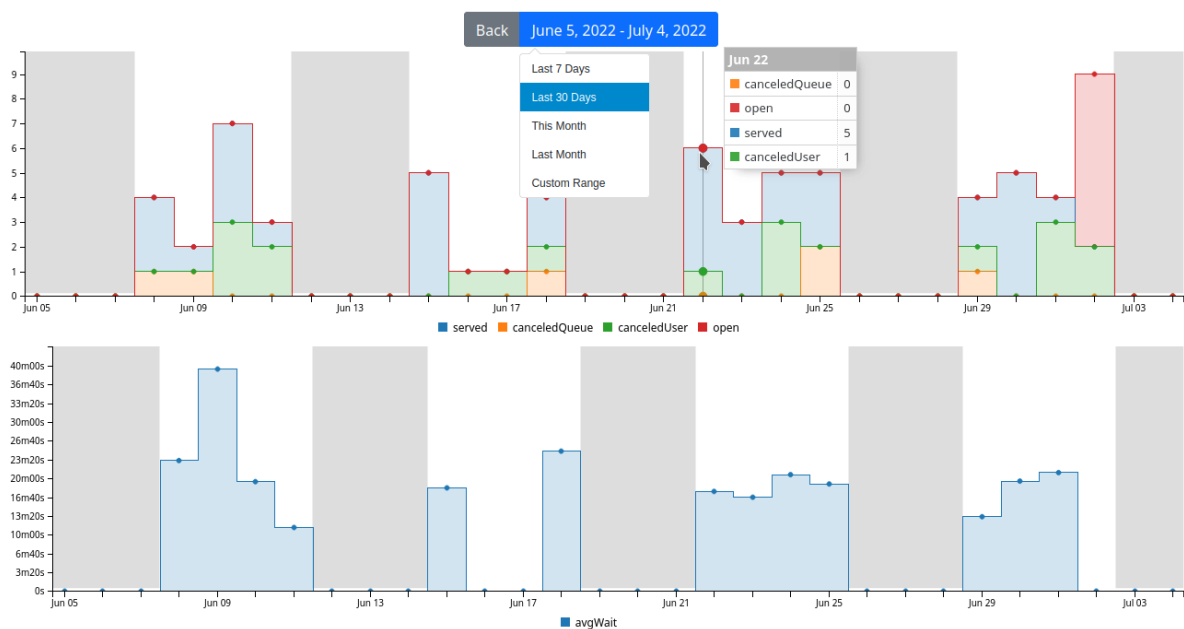 Back June 5, 2022 - July 4, 2022
Last 7 Days
Last 30 Days
This Month
Last Month
Custom Range
Jun 22
canceledQueue 0
open 0
served 5
canceledUser 1
9
8
7
6
5
4
3
2
1
0
Jun 05 Jun 09 Jun 13 Jun 17 Jun 21 Jun 25 Jun 29 Jul 03
served canceledQueue canceledUser open
40m00s
36m40s
33m20s
30m00s
26m40s
23m20s
20m00s
16m40s
13m20s
10m00s
6m40s
3m20s
0s
Jun 05 Jun 09 Jun 13 Jun 17 Jun 21 Jun 25 Jun 29 Jul 03
avgWait